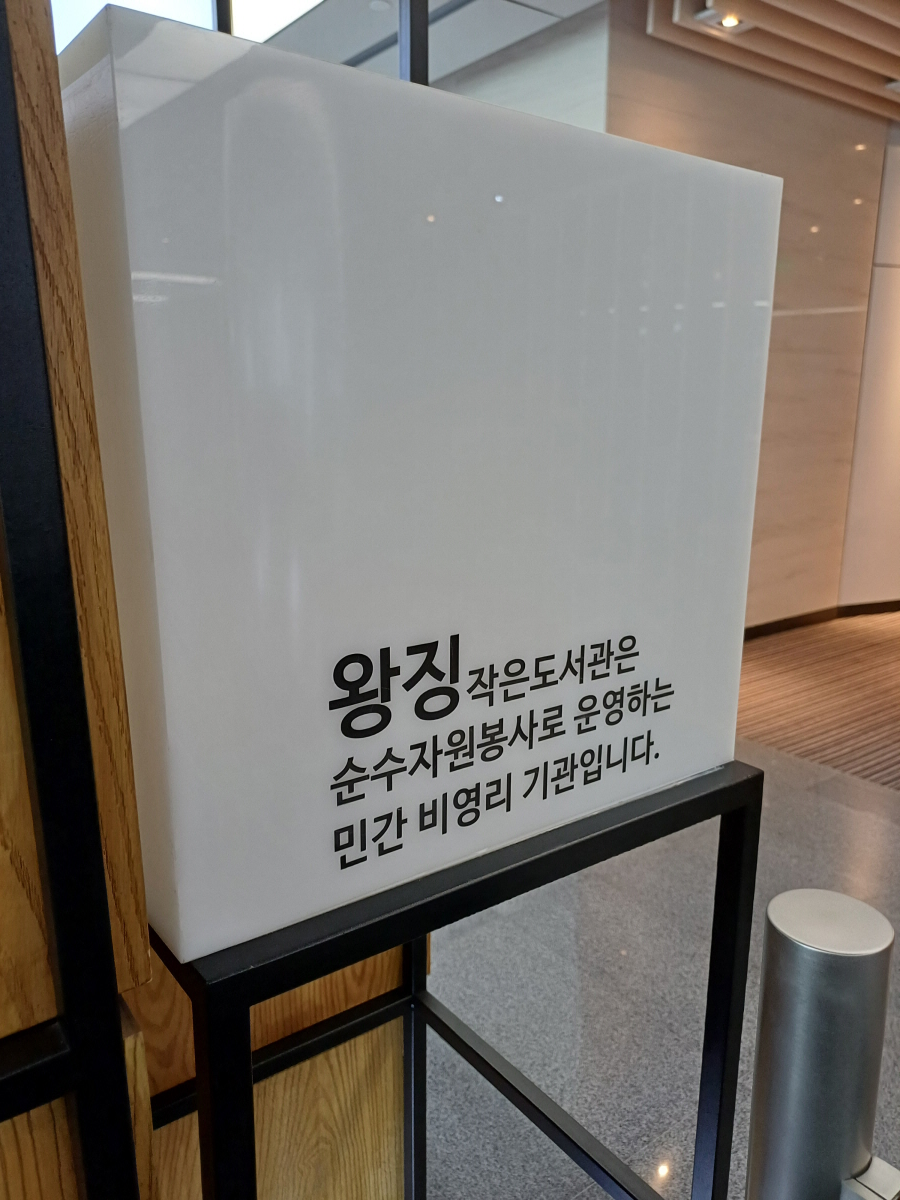 왕징작은도서관은
순수자원봉사로 운영하는
민간 비영리 기관입니다.